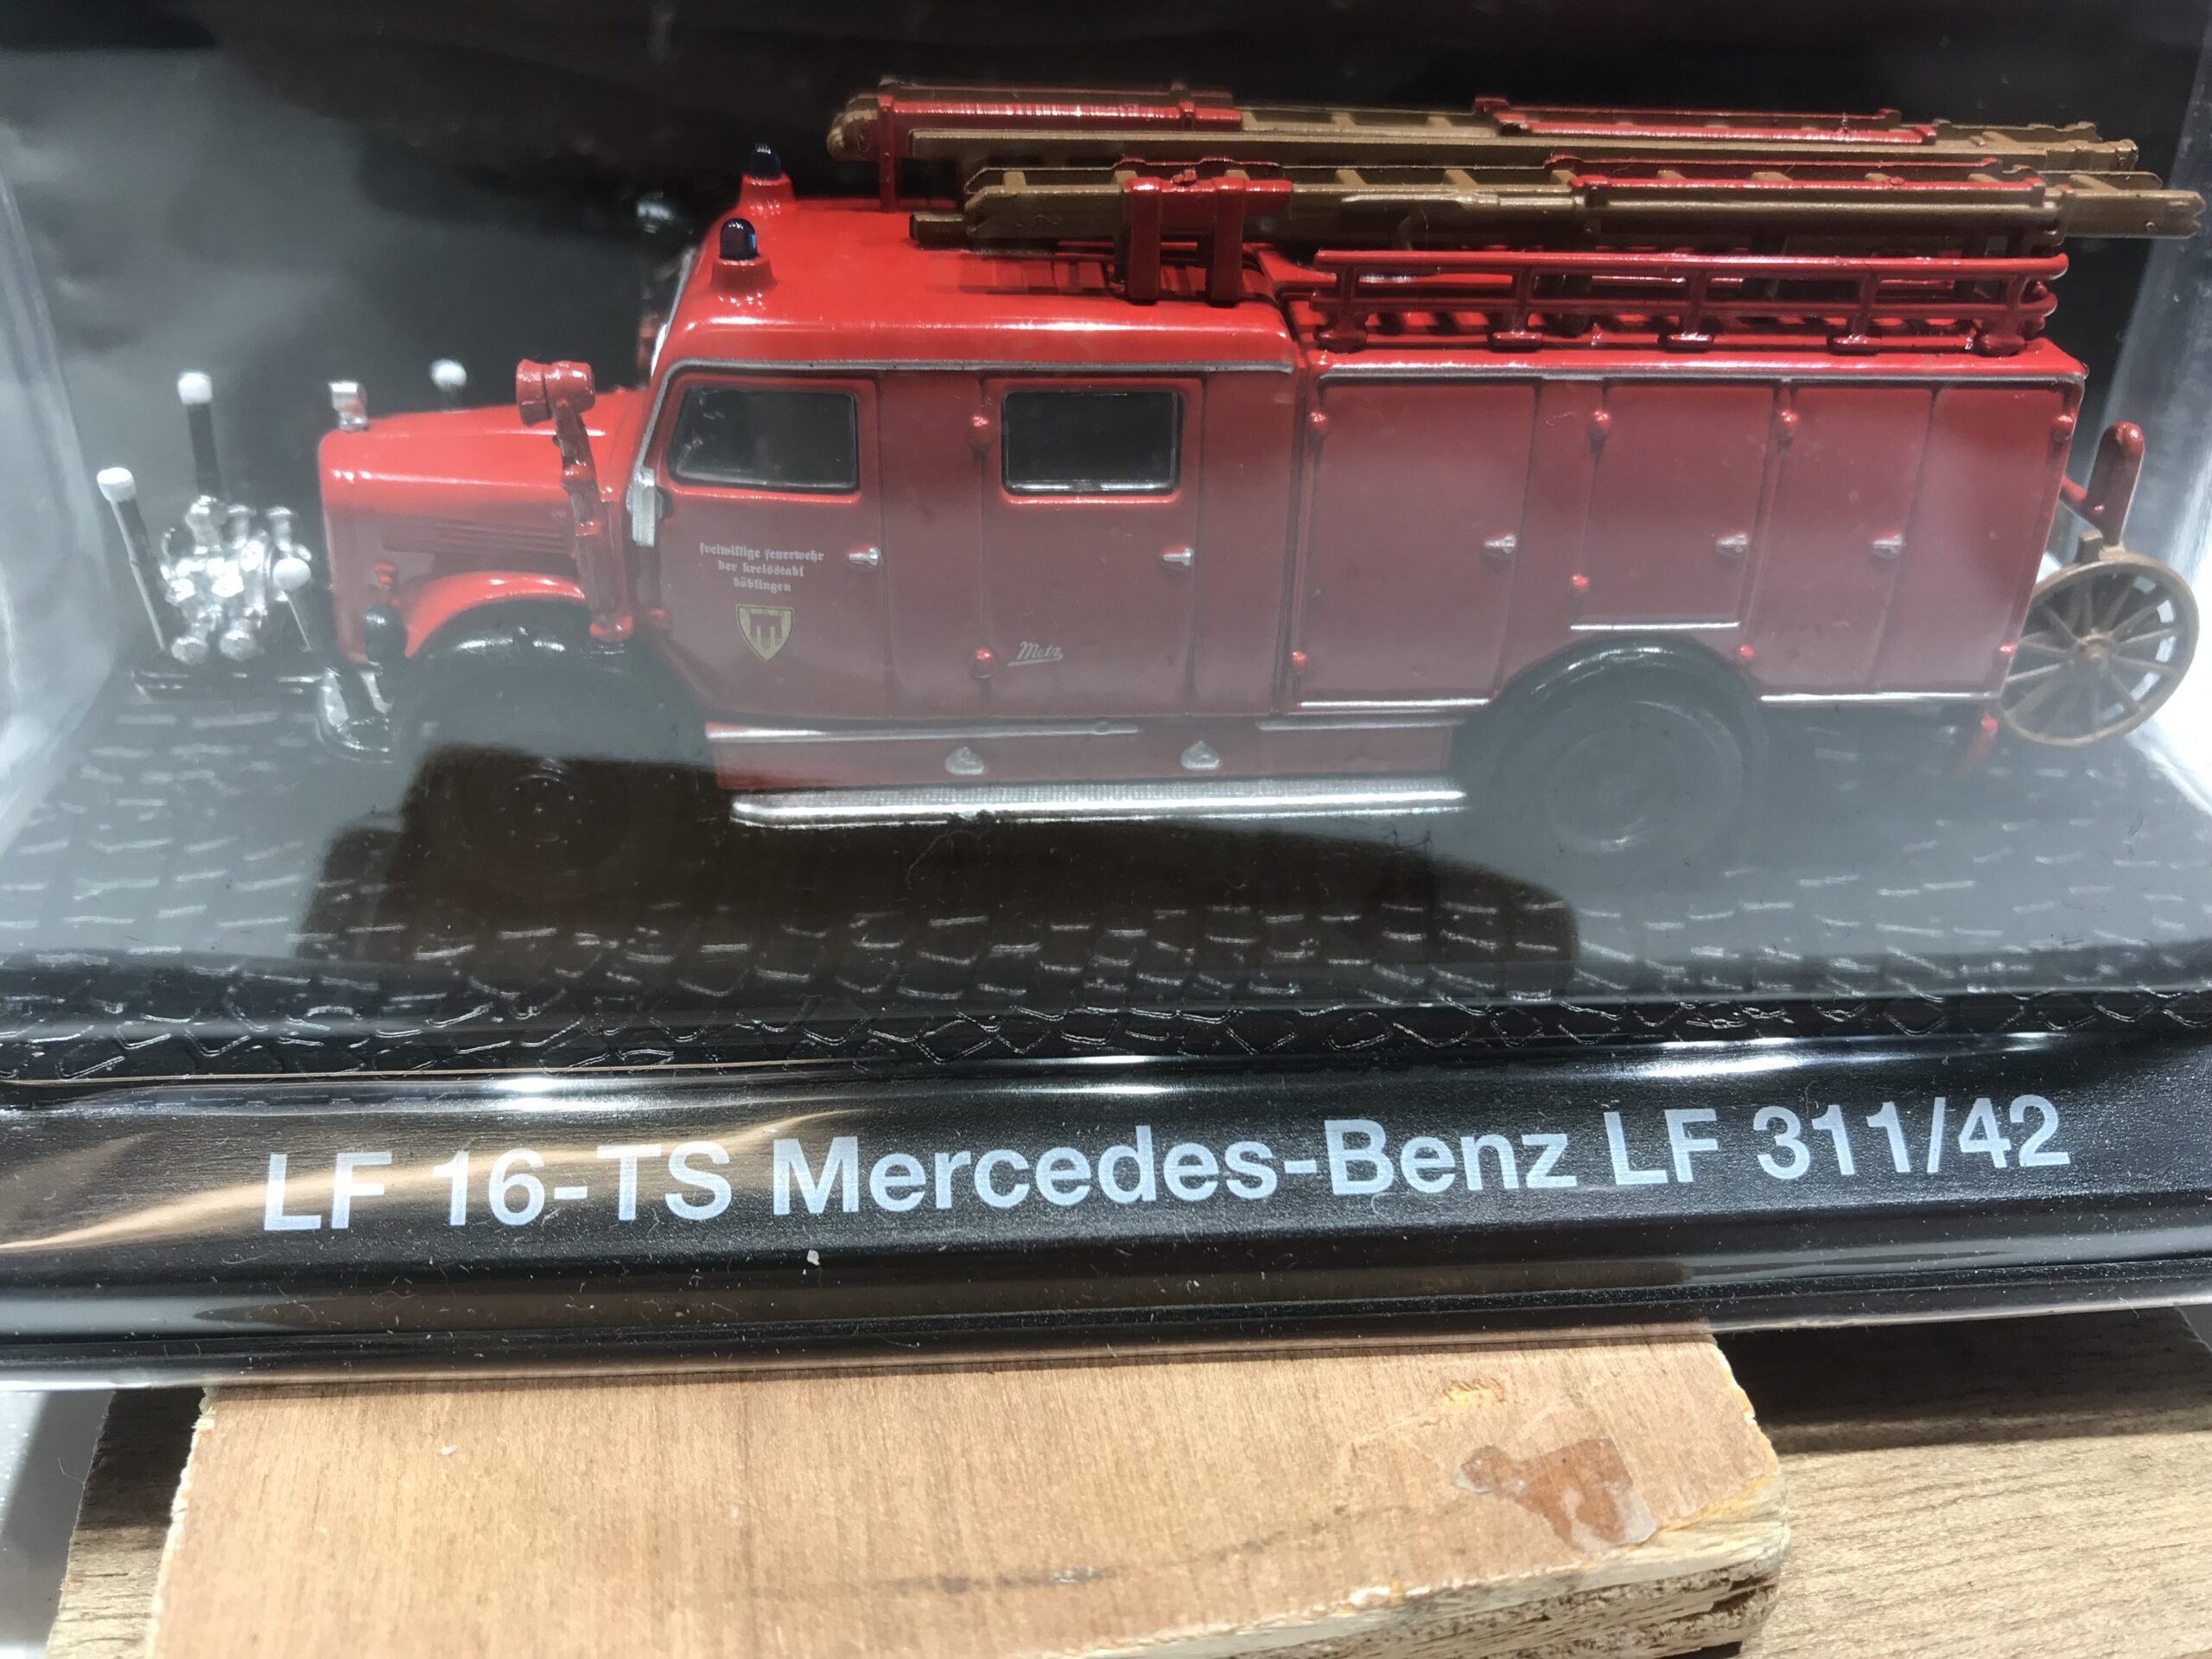 freiwillige feuerwehr
der kreisstadt
böblingen
Metz
LF 16-TS Mercedes-Benz LF 311/42